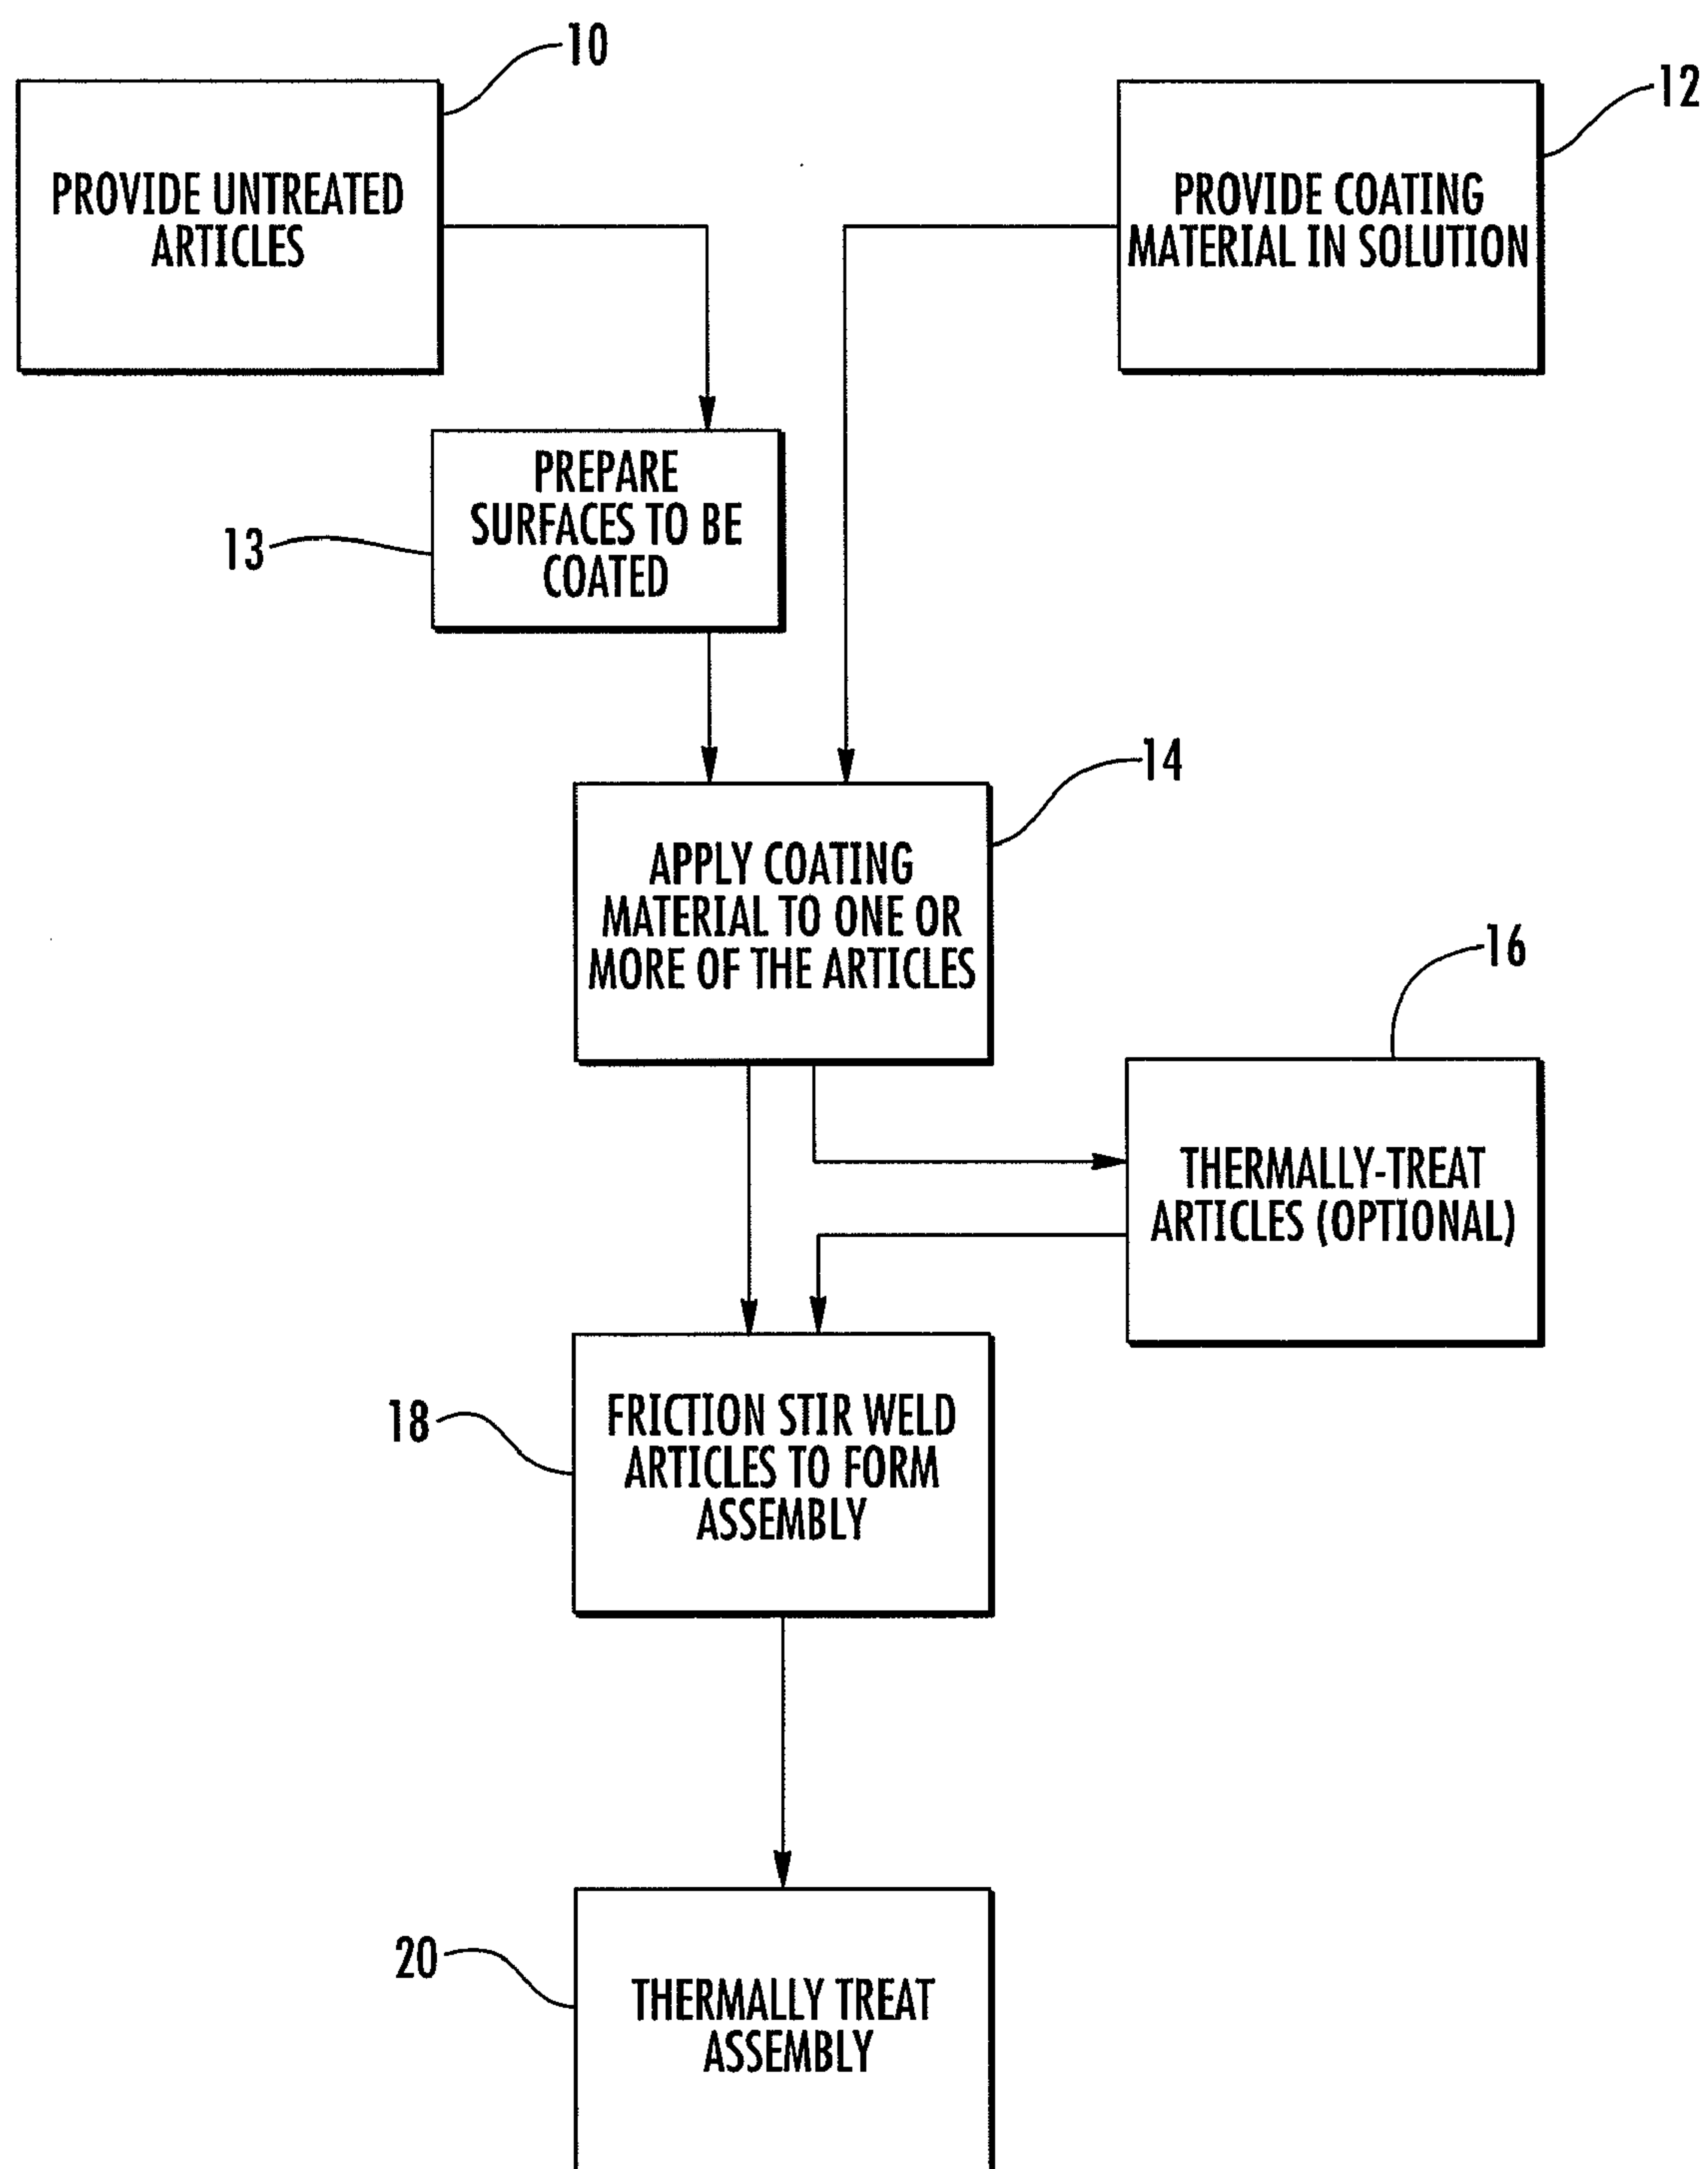 10
12
PROVIDE UNTREATED
ARTICLES
PROVIDE COATING
MATERIAL IN SOLUTION
PREPARE
SURFACES TO BE
COATED
13
14
APPLY COATING
MATERIAL TO ONE OR
MORE OF THE ARTICLES
16
THERMALLY-TREAT
ARTICLES (OPTIONAL)
18
FRICTION STIR WELD
ARTICLES TO FORM
ASSEMBLY
20
THERMALLY TREAT
ASSEMBLY